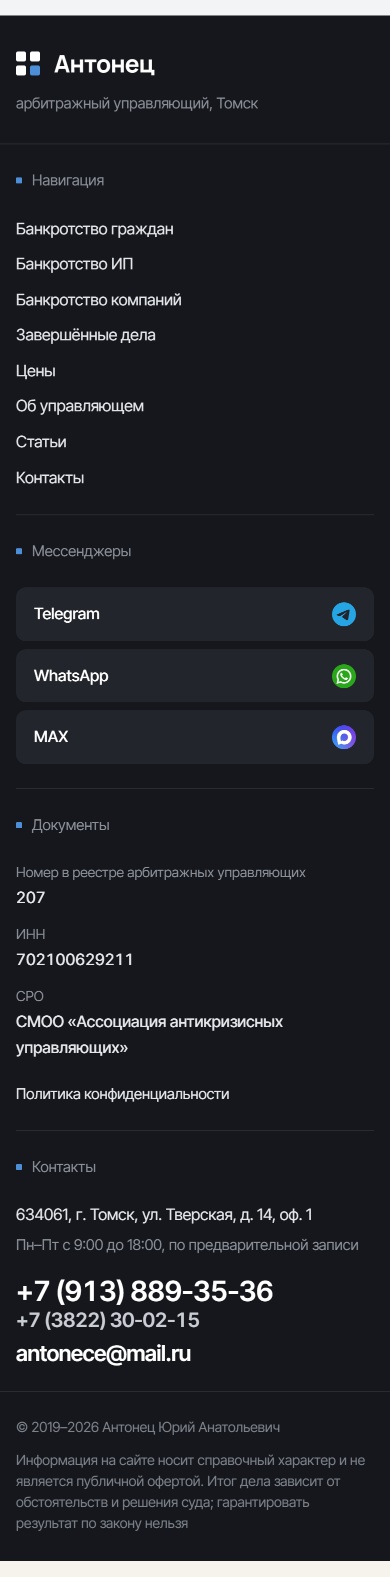 Антонец
арбитражный управляющий, Томск
Навигация
Банкротство граждан
Банкротство ИП
Банкротство компаний
Завершённые дела
Цены
Об управляющем
Статьи
Контакты
Мессенджеры
Telegram
WhatsApp
MAX
Документы
Номер в реестре арбитражных управляющих
207
ИНН
702100629211
СРО
СМОО «Ассоциация антикризисных
управляющих»
Политика конфиденциальности
Контакты
634061, г. Томск, ул. Тверская, д. 14, оф. 1
Пн–Пт с 9:00 до 18:00, по предварительной записи
+7 (913) 889-35-36
+7 (3822) 30-02-15
antonece@mail.ru
© 2019–2026 Антонец Юрий Анатольевич
Информация на сайте носит справочный характер и не
является публичной офертой. Итог дела зависит от
обстоятельств и решения суда; гарантировать
результат по закону нельзя